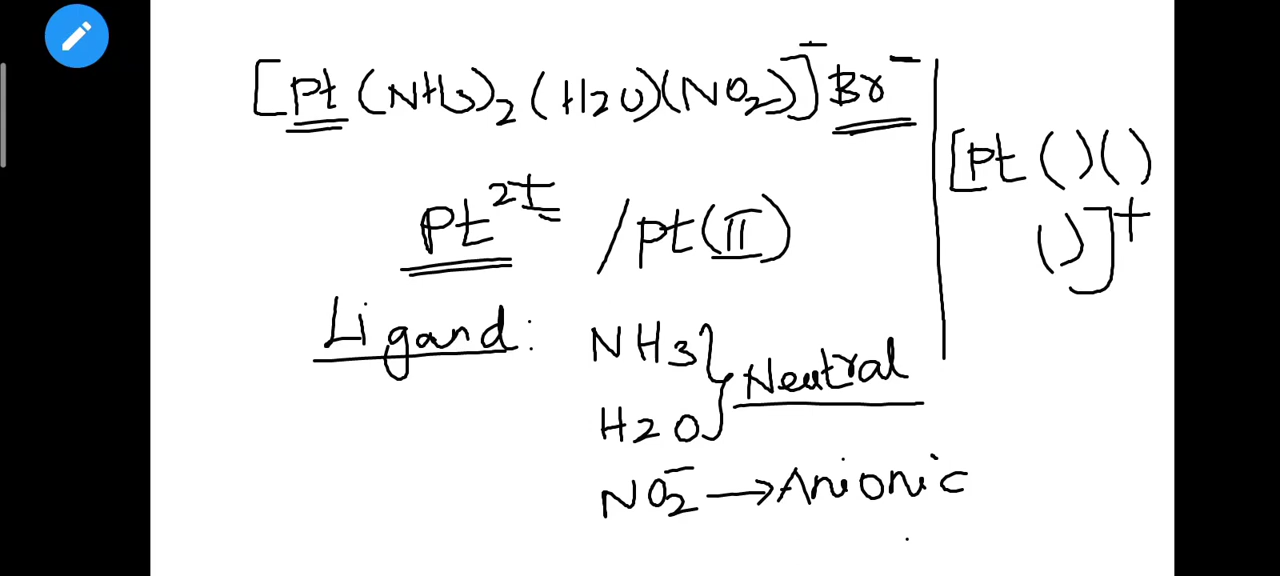 [Pt(NH3)2(H2O)(NO2)]⁻Br⁻
Pt²⁺ / Pt(II)
[Pt ( )( )
( )]⁺
Ligand: NH3 } Neutral
H2O
NO2⁻ → Anionic